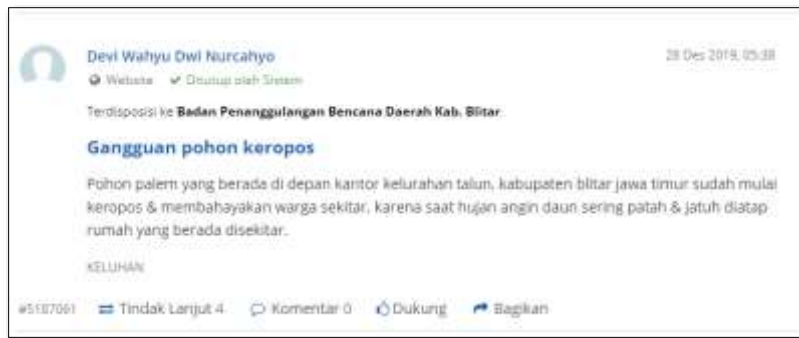 Devi Wahyu Dwi Nurcahyo 28 Des 2019, 05:38
Website Ditutup oleh Sistem
Terdisposisi ke Badan Penanggulangan Bencana Daerah Kab. Blitar
Gangguan pohon keropos
Pohon palem yang berada di depan kantor kelurahan talun, kabupaten blitar jawa timur sudah mulai
keropos & membahayakan warga sekitar, karena saat hujan angin daun sering patah & jatuh diatap
rumah yang berada disekitar.
KELUHAN
#5187061 Tindak Lanjut 4 Komentar 0 Dukung Bagikan